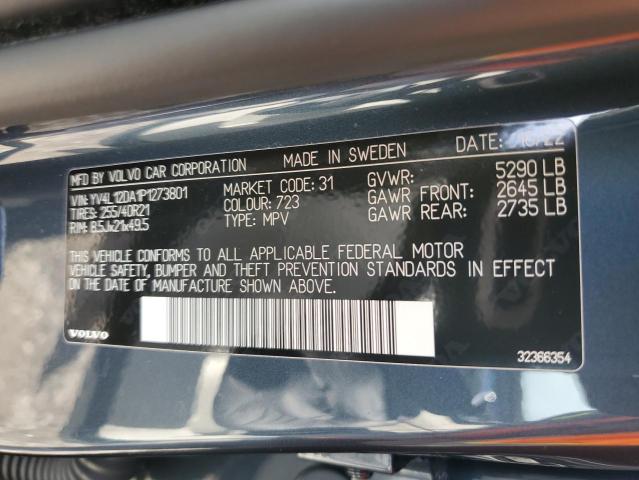 MFD BY VOLVO CAR CORPORATION MADE IN SWEDEN DATE: 10/22
VIN: YV4L12DA1P1273801 MARKET CODE: 31 GVWR: 5290 LB
TIRES: 255/40R21 COLOUR: 723 GAWR FRONT: 2645 LB
RIM: 8.5Jx21x49.5 TYPE: MPV GAWR REAR: 2735 LB
THIS VEHICLE CONFORMS TO ALL APPLICABLE FEDERAL MOTOR
VEHICLE SAFETY, BUMPER AND THEFT PREVENTION STANDARDS IN EFFECT
ON THE DATE OF MANUFACTURE SHOWN ABOVE.
VOLVO 32366354